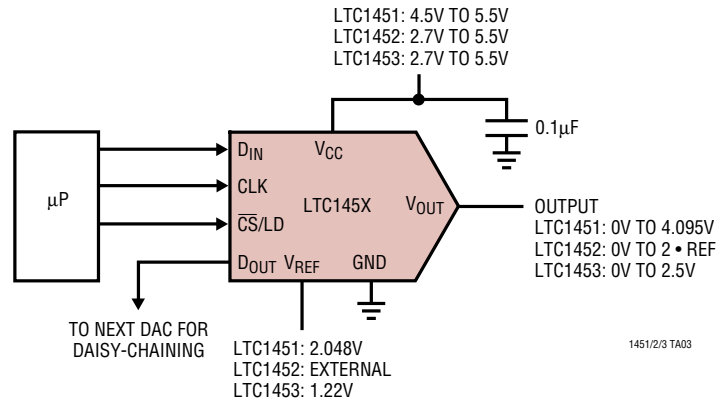 LTC1451: 4.5V TO 5.5V
LTC1452: 2.7V TO 5.5V
LTC1453: 2.7V TO 5.5V
0.1µF
µP
DIN
VCC
CLK
LTC145X
VOUT
CS/LD
DOUT
VREF
GND
OUTPUT
LTC1451: 0V TO 4.095V
LTC1452: 0V TO 2 • REF
LTC1453: 0V TO 2.5V
TO NEXT DAC FOR
DAISY-CHAINING
LTC1451: 2.048V
LTC1452: EXTERNAL
LTC1453: 1.22V
1451/2/3 TA03